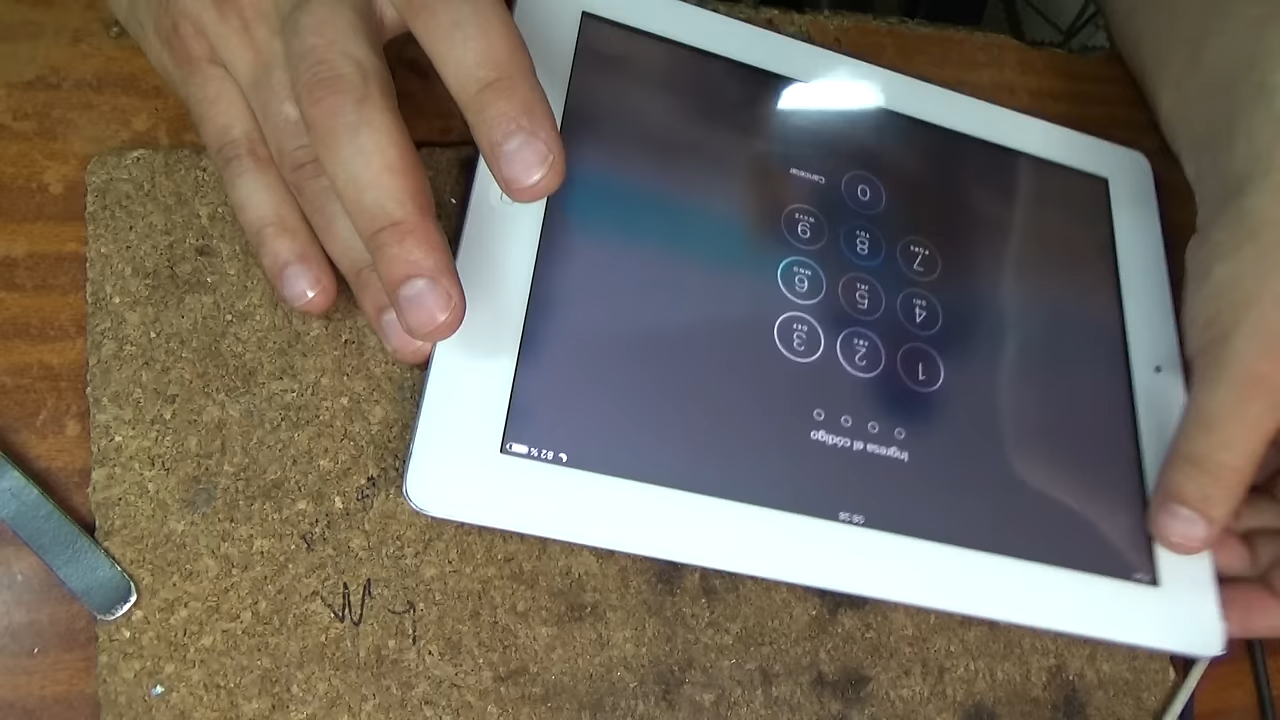 82 %
Ingresa el código
1
2 ABC
3 DEF
4 GHI
5 JKL
6 MNO
7 PQRS
8 TUV
9 WXYZ
0
Cancelar
W